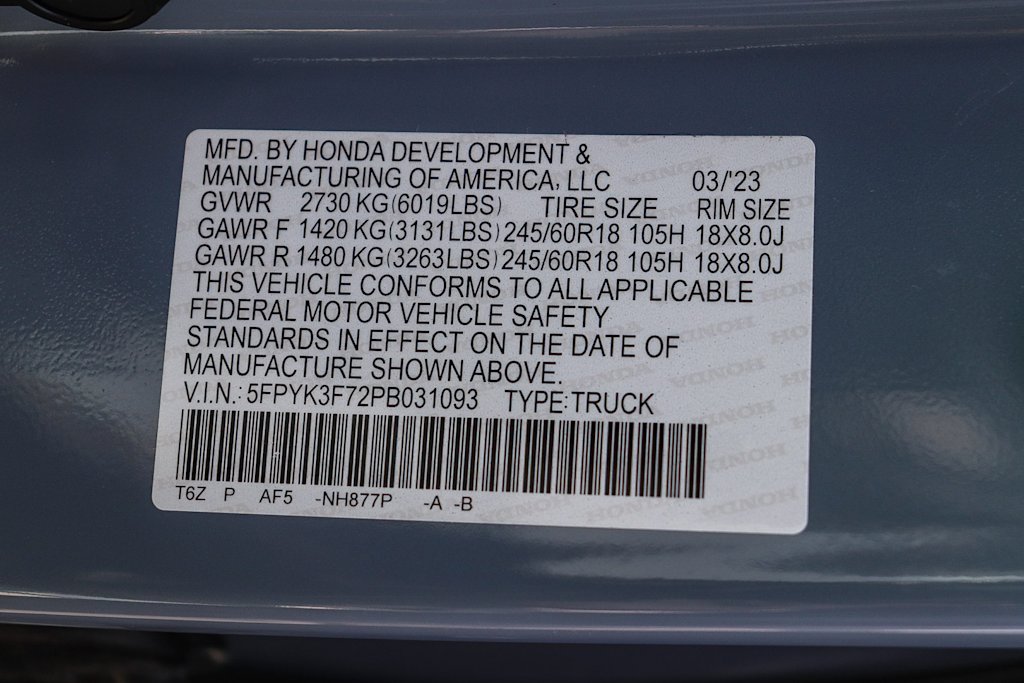 MFD. BY HONDA DEVELOPMENT &
MANUFACTURING OF AMERICA, LLC 03/'23
GVWR 2730 KG(6019LBS) TIRE SIZE RIM SIZE
GAWR F 1420 KG(3131LBS) 245/60R18 105H 18X8.0J
GAWR R 1480 KG(3263LBS) 245/60R18 105H 18X8.0J
THIS VEHICLE CONFORMS TO ALL APPLICABLE
FEDERAL MOTOR VEHICLE SAFETY
STANDARDS IN EFFECT ON THE DATE OF
MANUFACTURE SHOWN ABOVE.
V.I.N.: 5FPYK3F72PB031093 TYPE:TRUCK
T6Z P AF5 -NH877P -A -B